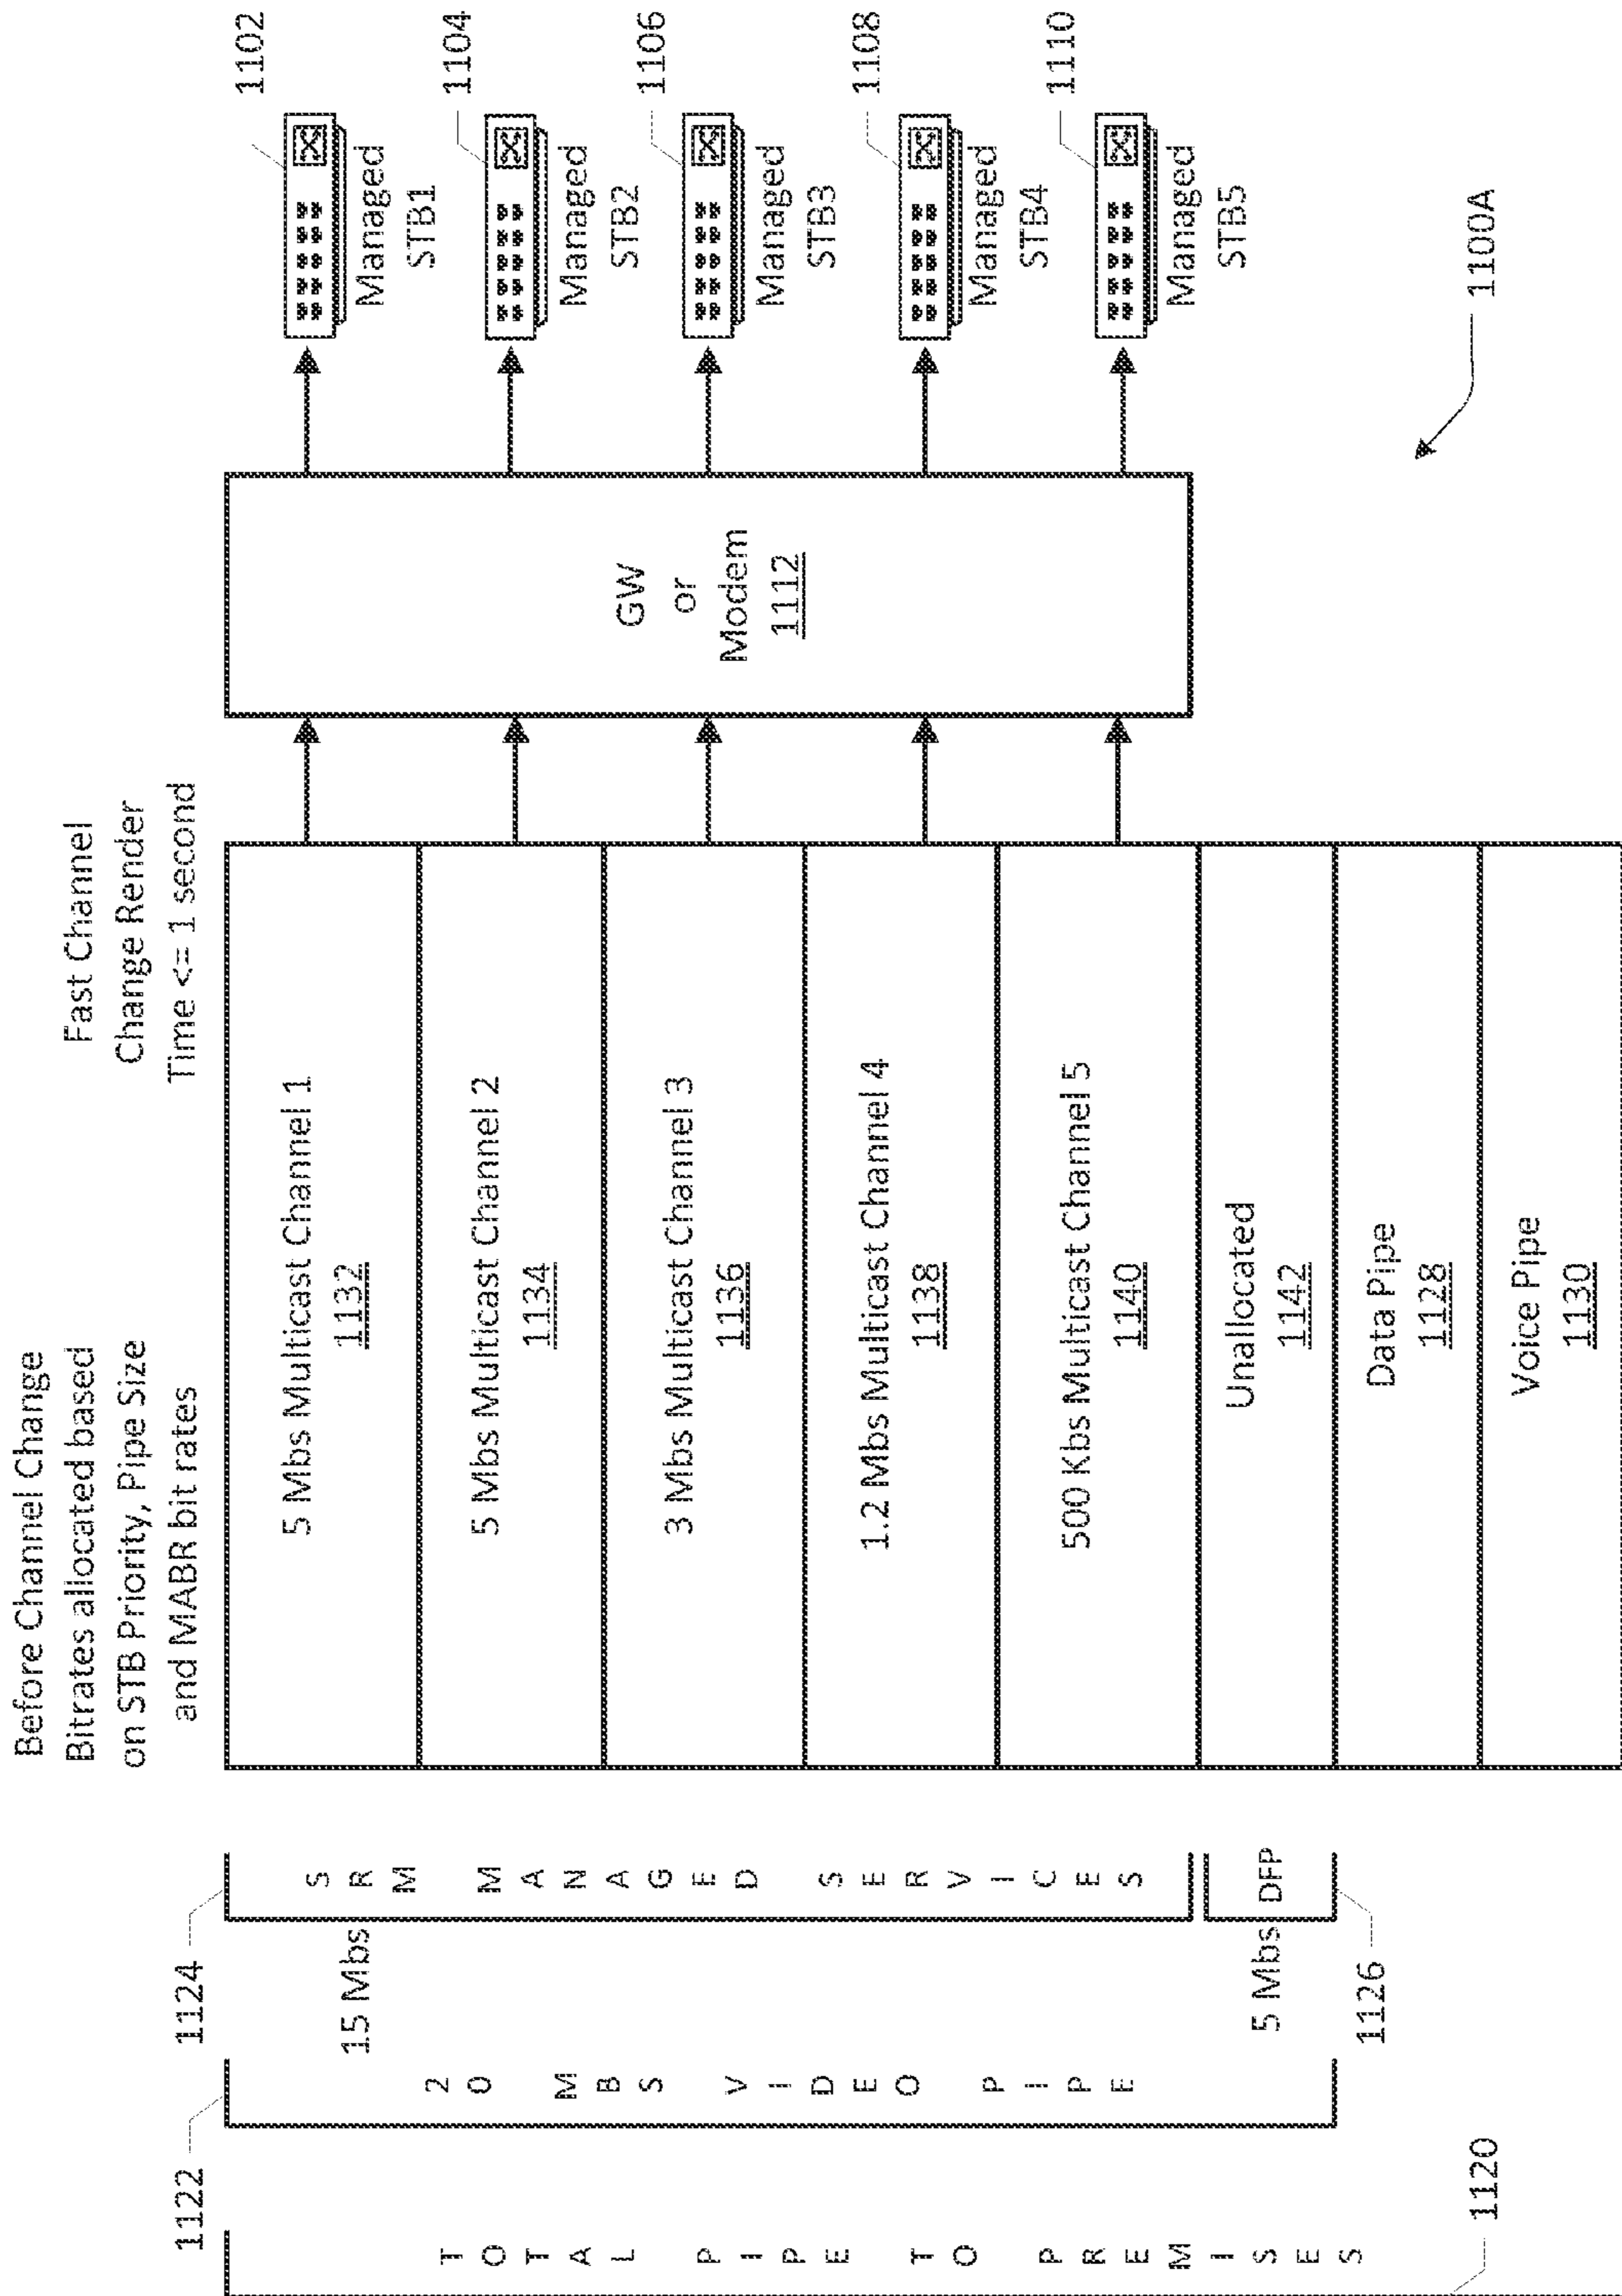 Before Channel Change
Bitrates allocated based
on STB Priority, Pipe Size
and MABR bit rates
Fast Channel
Change Render
Time <= 1 second
1122
1124
TOTAL PIPE TO PREMISES
1120
20 MBS VIDEO PIPE
15 Mbs
SRM MANAGED SERVICES
5 Mbs
DFP
1126
5 Mbs Multicast Channel 1
1132
5 Mbs Multicast Channel 2
1134
3 Mbs Multicast Channel 3
1136
1.2 Mbs Multicast Channel 4
1138
500 Kbs Multicast Channel 5
1140
Unallocated
1142
Data Pipe
1128
Voice Pipe
1130
GW
or
Modem
1112
1102
Managed
STB1
1104
Managed
STB2
1106
Managed
STB3
1108
Managed
STB4
1110
Managed
STB5
1100A